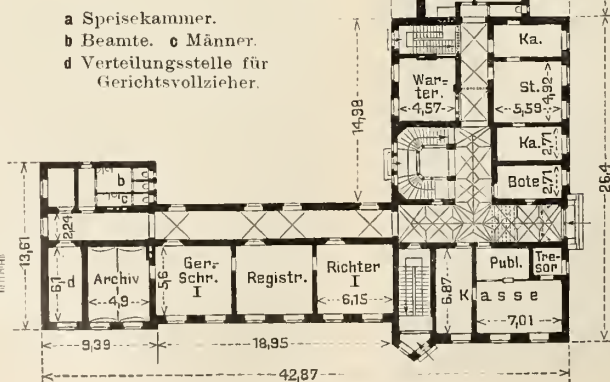 a Speisekammer.
b Beamte. c Männer.
d Verteilungsstelle für
Gerichtsvollzieher.
Ka.
War-
ter.
4,57
St.
5,59
4,92
14,98
Ka.
2,71
Bote
2,71
26,4
b
c
2,24
13,61
d
6,1
Archiv
4,9
Ger.-
Schr.
I
5,6
Registr.
Richter
I
6,15
6,87
Publ.
Tre-
sor
Kasse
7,01
9,39
18,95
42,87